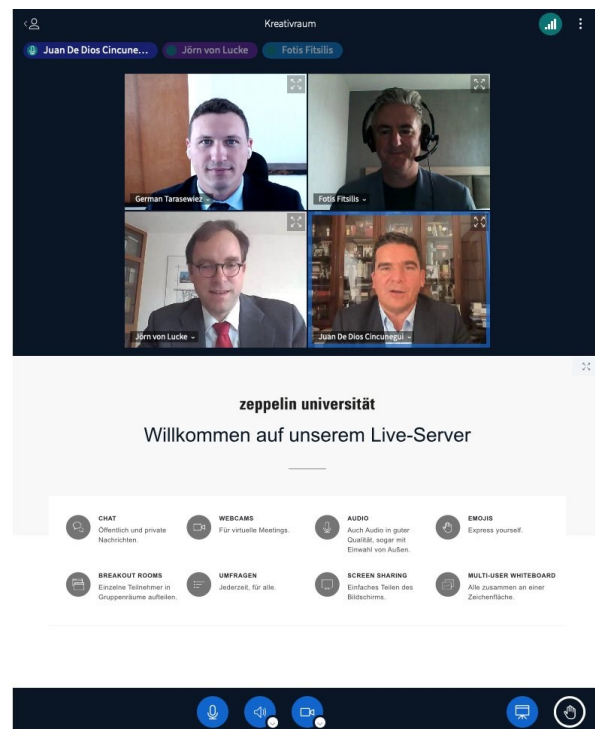 Kreativraum
Juan De Dios Cincune...
Jörn von Lucke
Fotis Fitsilis
German Tarasewiez
Fotis Fitsilis
Jörn von Lucke
Juan De Dios Cincunegui
zeppelin universität
Willkommen auf unserem Live-Server
CHAT
Öffentlich und private
Nachrichten.
WEBCAMS
Für virtuelle Meetings.
AUDIO
Auch Audio in guter
Qualität, sogar mit
Einwahl von Außen.
EMOJIS
Express yourself.
BREAKOUT ROOMS
Einzelne Teilnehmer in
Gruppenräume aufteilen.
UMFRAGEN
Jederzeit, für alle.
SCREEN SHARING
Einfaches Teilen des
Bildschirms.
MULTI-USER WHITEBOARD
Alle zusammen an einer
Zeichenfläche.